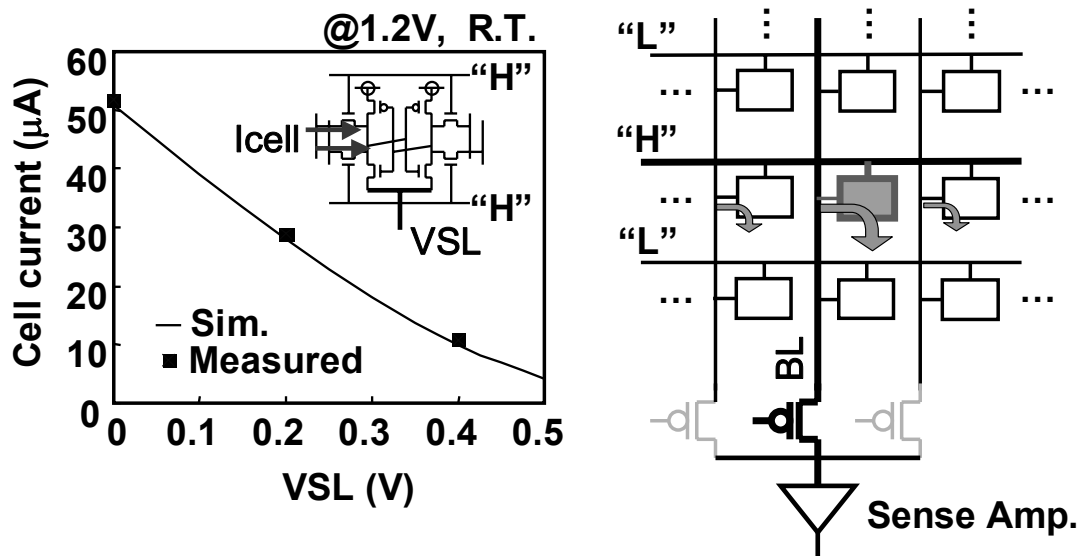 @1.2V, R.T.
60
50
40
30
20
10
0
Cell current (μA)
0 0.1 0.2 0.3 0.4 0.5
VSL (V)
— Sim.
■ Measured
“H”
Icell
“H”
VSL
“L”
... ... ...
... ...
“H”
... ...
“L”
... ...
BL
Sense Amp.